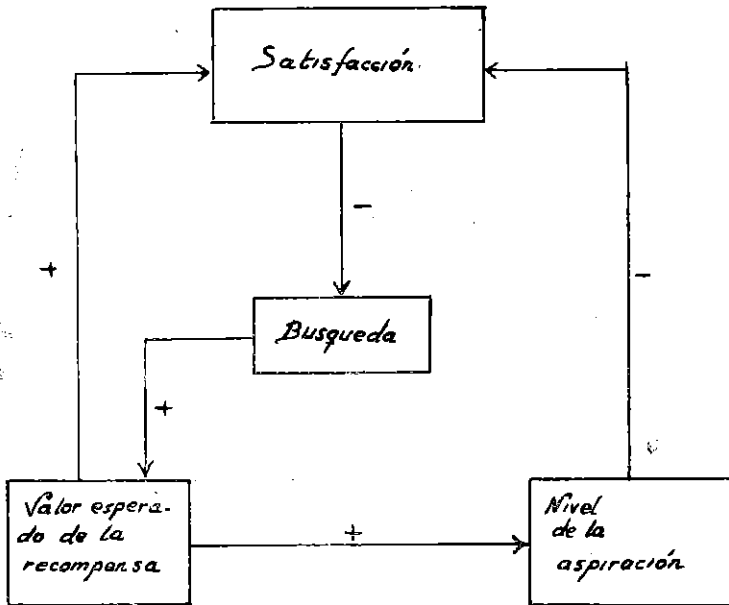 Satisfacción.
+
-
-
Busqueda
+
Valor espera-
do de la
recompensa
+
Nivel
de la
aspiración